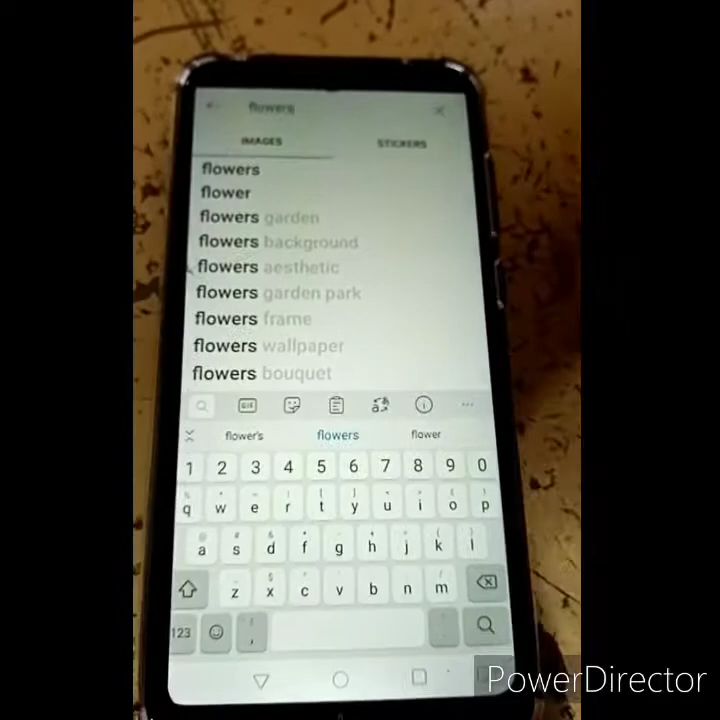 flowers
IMAGES STICKERS
flowers
flower
flowers garden
flowers background
flowers aesthetic
flowers garden park
flowers frame
flowers wallpaper
flowers bouquet
GIF
flower's flowers flower
1 2 3 4 5 6 7 8 9 0
q w e r t y u i o p
a s d f g h j k l
z x c v b n m
123 ,
PowerDirector